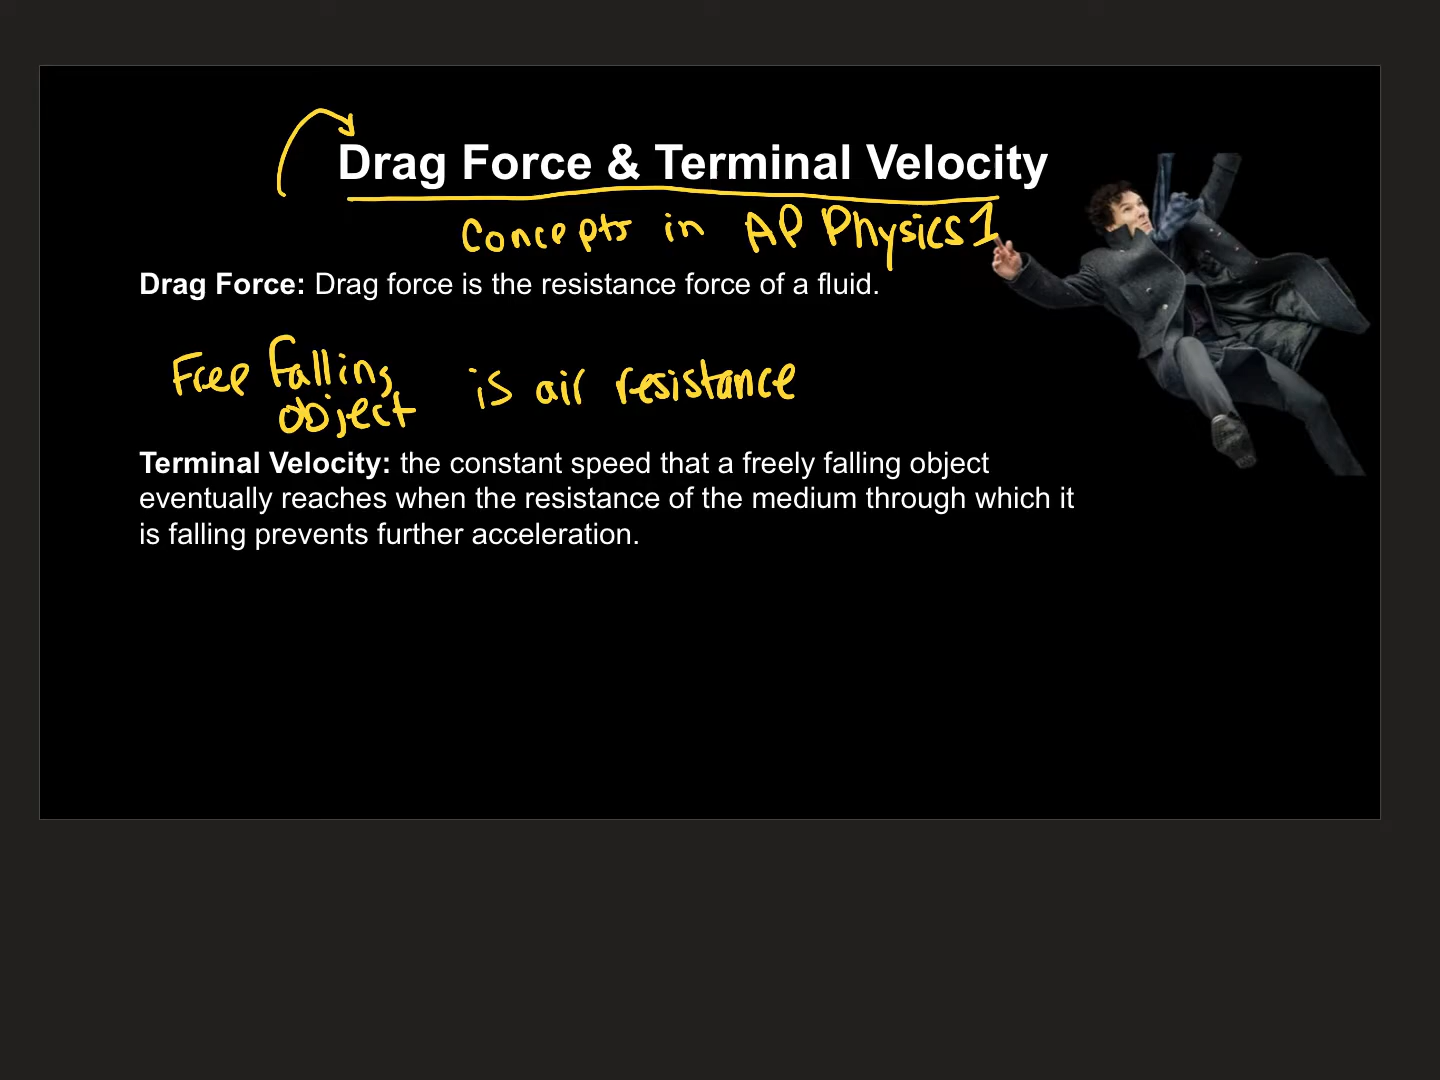 Drag Force & Terminal Velocity
Concepts in AP Physics 1
Drag Force: Drag force is the resistance force of a fluid.
Free falling object is air resistance
Terminal Velocity: the constant speed that a freely falling object
eventually reaches when the resistance of the medium through which it
is falling prevents further acceleration.